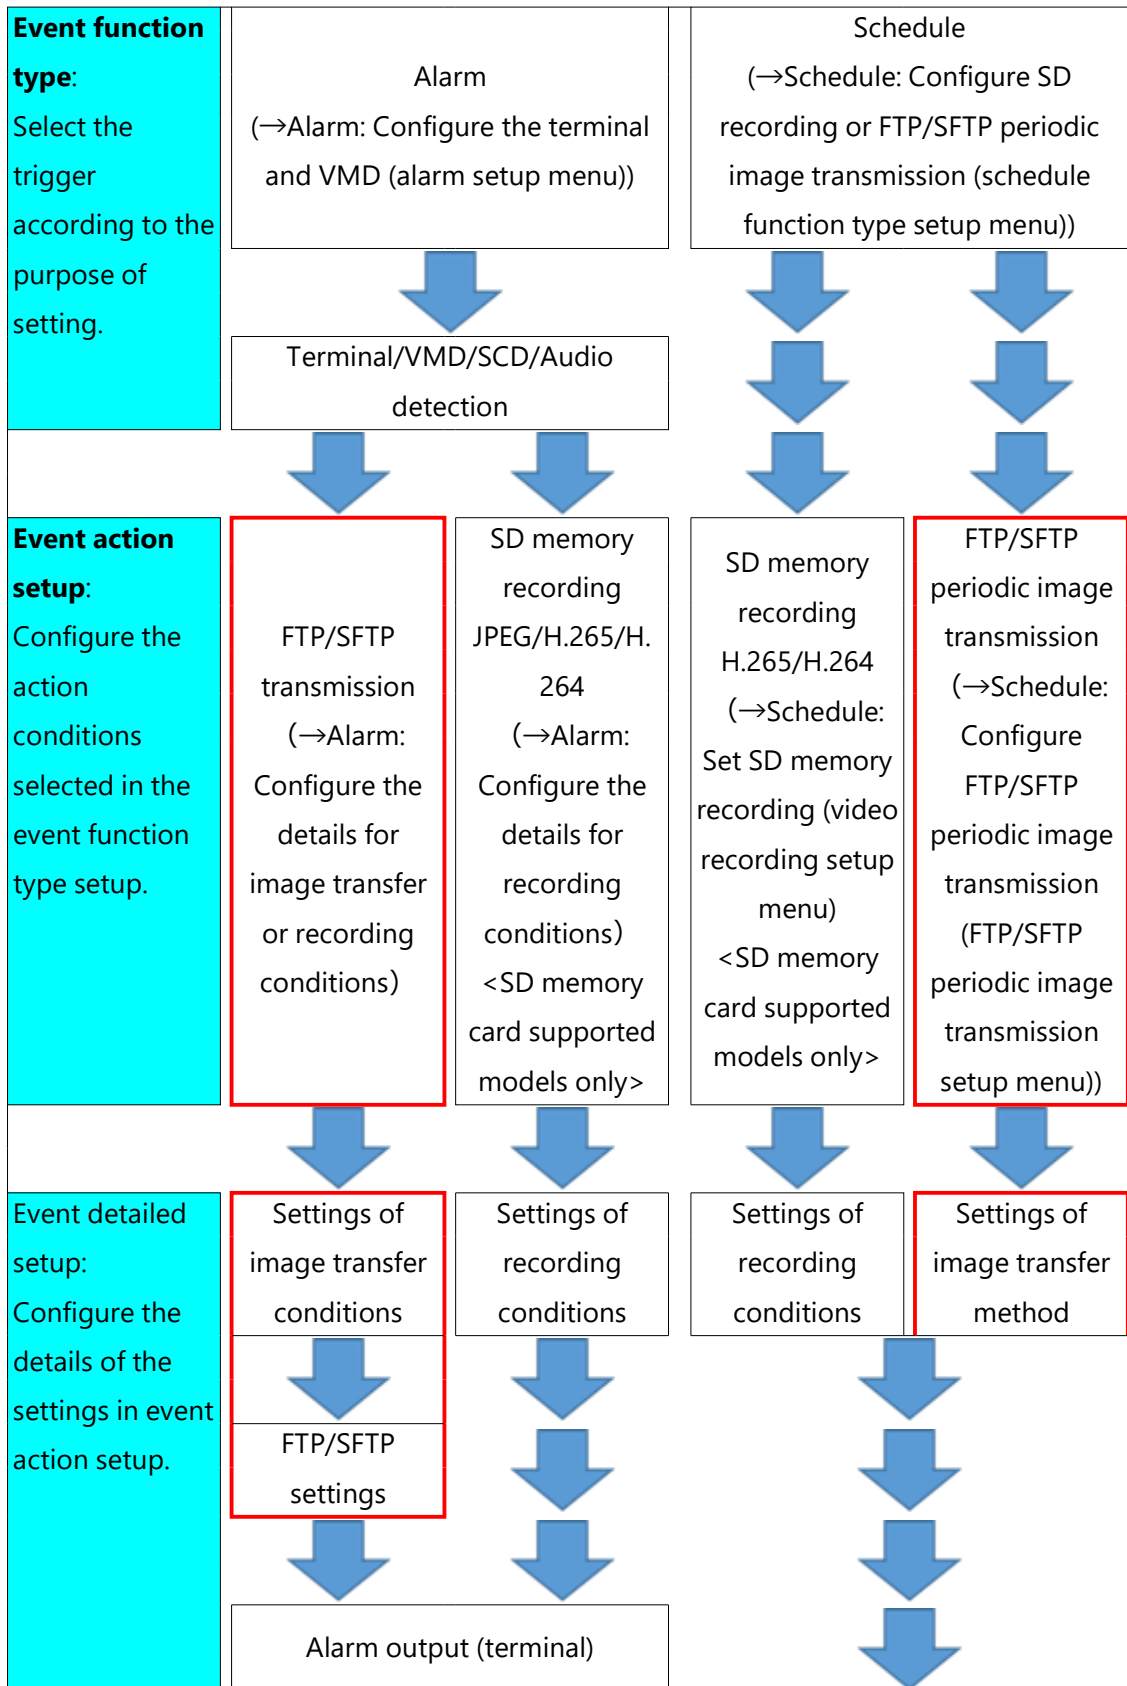 Event function
type:
Select the
trigger
according to the
purpose of
setting.
Alarm
(→Alarm: Configure the terminal
and VMD (alarm setup menu))
Schedule
(→Schedule: Configure SD
recording or FTP/SFTP periodic
image transmission (schedule
function type setup menu))
Terminal/VMD/SCD/Audio
detection
Event action
setup:
Configure the
action
conditions
selected in the
event function
type setup.
FTP/SFTP
transmission
(→Alarm:
Configure the
details for
image transfer
or recording
conditions)
SD memory
recording
JPEG/H.265/H.
264
(→Alarm:
Configure the
details for
recording
conditions)
<SD memory
card supported
models only>
SD memory
recording
H.265/H.264
(→Schedule:
Set SD memory
recording (video
recording setup
menu)
<SD memory
card supported
models only>
FTP/SFTP
periodic image
transmission
(→Schedule:
Configure
FTP/SFTP
periodic image
transmission
(FTP/SFTP
periodic image
transmission
setup menu))
Event detailed
setup:
Configure the
details of the
settings in event
action setup.
Settings of
image transfer
conditions
FTP/SFTP
settings
Settings of
recording
conditions
Settings of
recording
conditions
Settings of
image transfer
method
Alarm output (terminal)